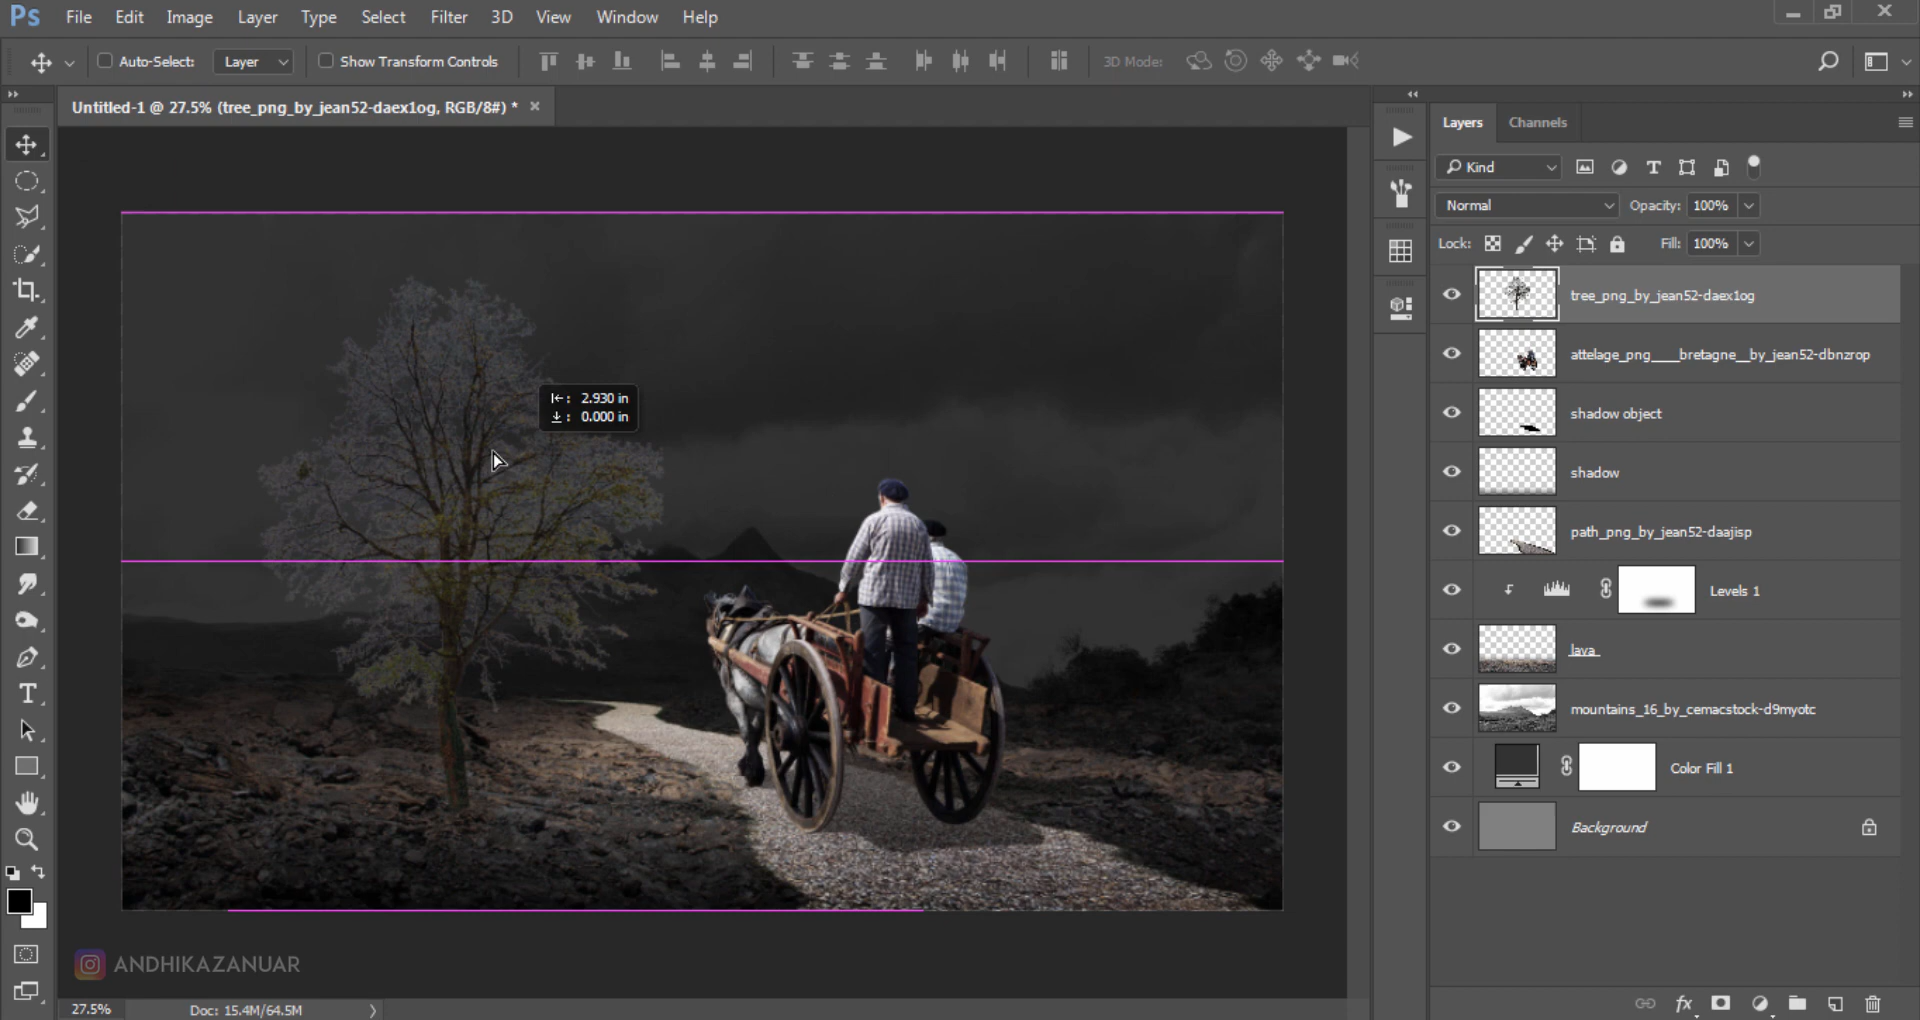 Ps File Edit Image Layer Type Select Filter 3D View Window Help
Auto-Select: Layer Show Transform Controls 3D Mode:
Untitled-1 @ 27.5% (tree_png_by_jean52-daex1og, RGB/8#) *
Layers Channels
Kind
Normal Opacity: 100%
Lock: Fill: 100%
tree_png_by_jean52-daex1og
attelage_png____bretagne__by_jean52-dbnzrop
2.930 in
0.000 in
shadow object
shadow
path_png_by_jean52-daajisp
Levels 1
lava
mountains_16_by_cemacstock-d9myotc
Color Fill 1
Background
ANDHIKAZANUAR
27.5% Doc: 15.4M/64.5M